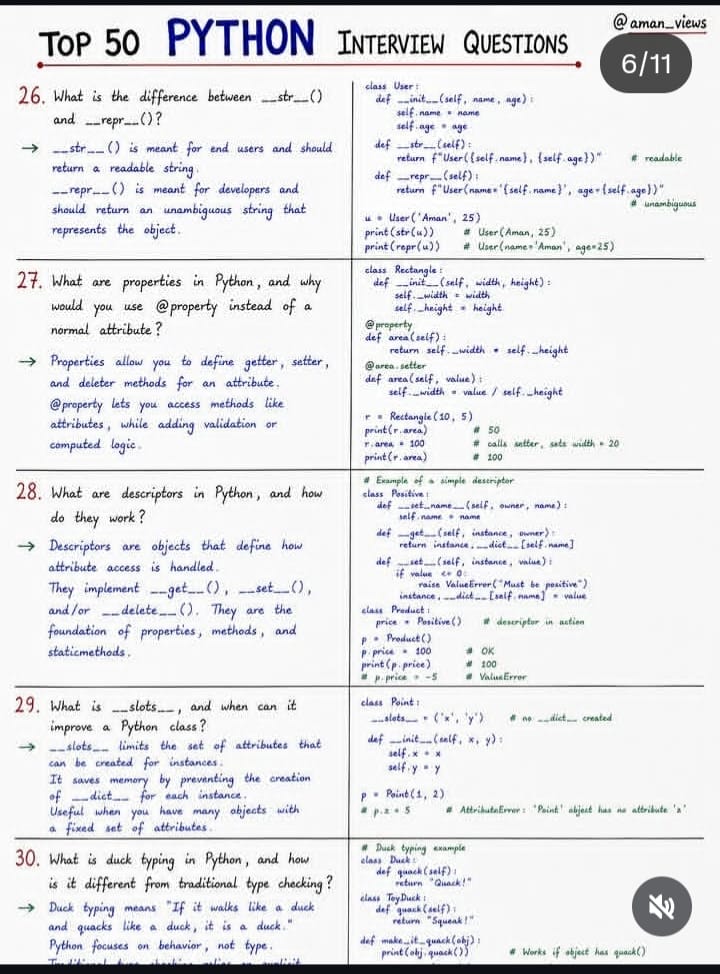 TOP 50 PYTHON INTERVIEW QUESTIONS
@aman_views
6/11
26. What is the difference between __str__()
and __repr__()?
→ __str__() is meant for end users and should
return a readable string.
__repr__() is meant for developers and
should return an unambiguous string that
represents the object.
class User:
def __init__(self, name, age):
self.name = name
self.age = age
def __str__(self):
return f"User({self.name}, {self.age})" # readable
def __repr__(self):
return f"User(name='{self.name}', age={self.age})"
# unambiguous
u = User('Aman', 25)
print(str(u)) # User(Aman, 25)
print(repr(u)) # User(name='Aman', age=25)
27. What are properties in Python, and why
would you use @property instead of a
normal attribute?
→ Properties allow you to define getter, setter,
and deleter methods for an attribute.
@property lets you access methods like
attributes, while adding validation or
computed logic.
class Rectangle:
def __init__(self, width, height):
self._width = width
self._height = height
@property
def area(self):
return self._width * self._height
@area.setter
def area(self, value):
self._width = value / self._height
r = Rectangle(10, 5)
print(r.area) # 50
r.area = 100 # calls setter, sets width = 20
print(r.area) # 100
28. What are descriptors in Python, and how
do they work?
→ Descriptors are objects that define how
attribute access is handled.
They implement __get__(), __set__(),
and/or __delete__(). They are the
foundation of properties, methods, and
staticmethods.
# Example of a simple descriptor
class Positive:
def __set_name__(self, owner, name):
self.name = name
def __get__(self, instance, owner):
return instance.__dict__[self.name]
def __set__(self, instance, value):
if value <= 0:
raise ValueError("Must be positive")
instance.__dict__[self.name] = value
class Product:
price = Positive() # descriptor in action
p = Product()
p.price = 100 # OK
print(p.price) # 100
# p.price = -5 # ValueError
29. What is __slots__, and when can it
improve a Python class?
→ __slots__ limits the set of attributes that
can be created for instances.
It saves memory by preventing the creation
of __dict__ for each instance.
Useful when you have many objects with
a fixed set of attributes.
class Point:
__slots__ = ('x', 'y') # no __dict__ created
def __init__(self, x, y):
self.x = x
self.y = y
p = Point(1, 2)
# p.z = 5 # AttributeError: 'Point' object has no attribute 'z'
30. What is duck typing in Python, and how
is it different from traditional type checking?
→ Duck typing means "If it walks like a duck
and quacks like a duck, it is a duck."
Python focuses on behavior, not type.
# Duck typing example
class Duck:
def quack(self):
return "Quack!"
class ToyDuck:
def quack(self):
return "Squeak!"
def make_it_quack(obj):
print(obj.quack()) # Works if object has quack()